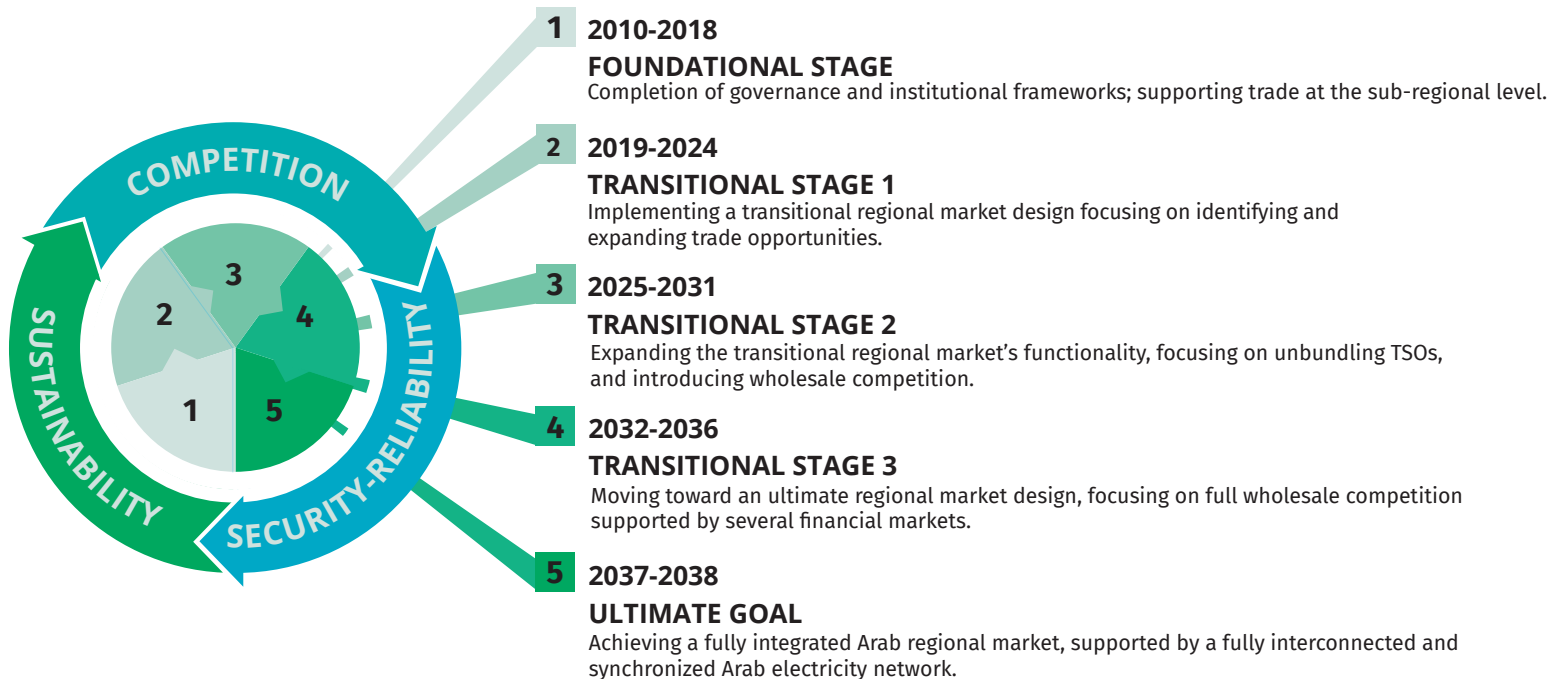 COMPETITION
SECURITY-RELIABILITY
SUSTAINABILITY
1
2
3
4
5
1
2010-2018
FOUNDATIONAL STAGE
Completion of governance and institutional frameworks; supporting trade at the sub-regional level.
2
2019-2024
TRANSITIONAL STAGE 1
Implementing a transitional regional market design focusing on identifying and
expanding trade opportunities.
3
2025-2031
TRANSITIONAL STAGE 2
Expanding the transitional regional market’s functionality, focusing on unbundling TSOs,
and introducing wholesale competition.
4
2032-2036
TRANSITIONAL STAGE 3
Moving toward an ultimate regional market design, focusing on full wholesale competition
supported by several financial markets.
5
2037-2038
ULTIMATE GOAL
Achieving a fully integrated Arab regional market, supported by a fully interconnected and
synchronized Arab electricity network.